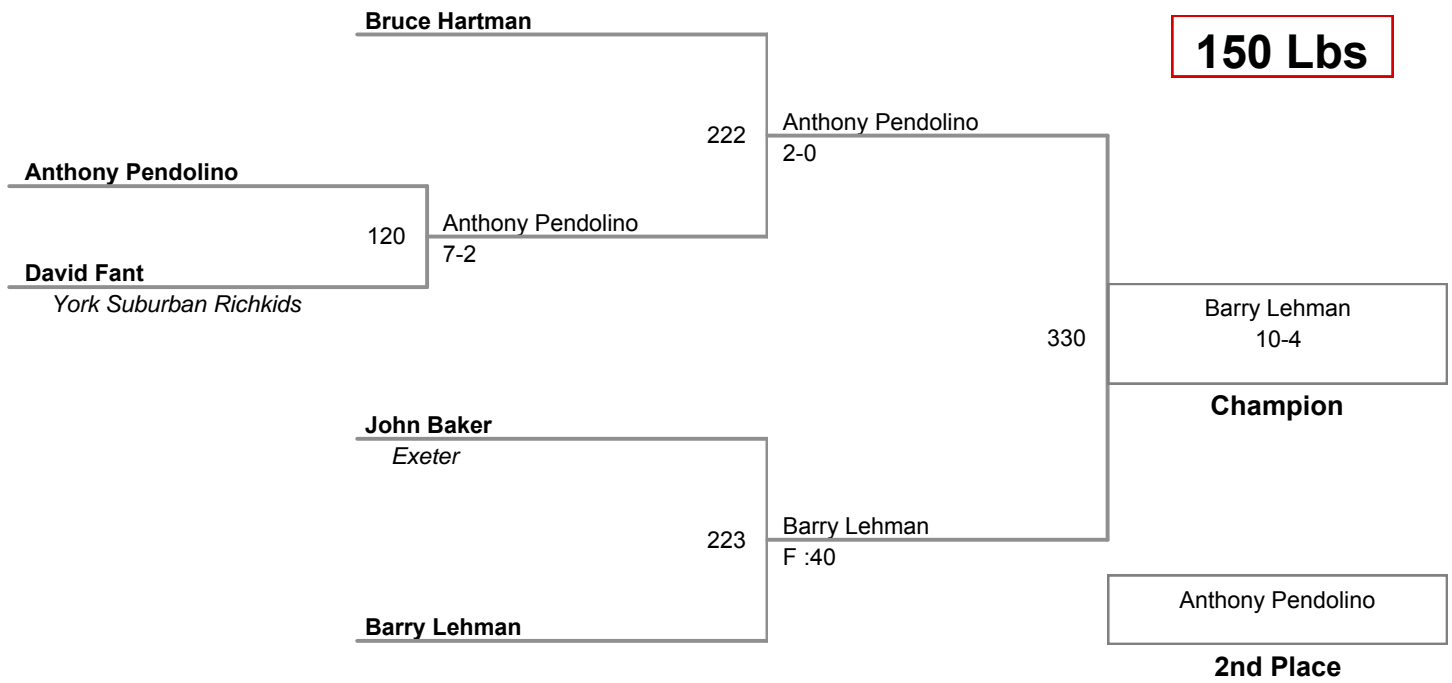 Bruce Hartman
150 Lbs
222
Anthony Pendolino
2-0
Anthony Pendolino
120
Anthony Pendolino
7-2
David Fant
York Suburban Richkids
330
Barry Lehman
10-4
Champion
John Baker
Exeter
223
Barry Lehman
F :40
Barry Lehman
Anthony Pendolino
2nd Place